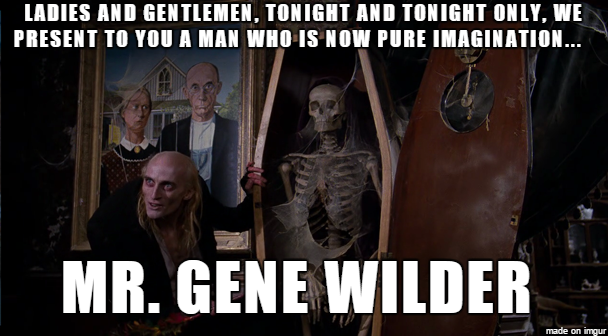 LADIES AND GENTLEMEN, TONIGHT AND TONIGHT ONLY, WE
PRESENT TO YOU A MAN WHO IS NOW PURE IMAGINATION...
MR. GENE WILDER
made on imgur